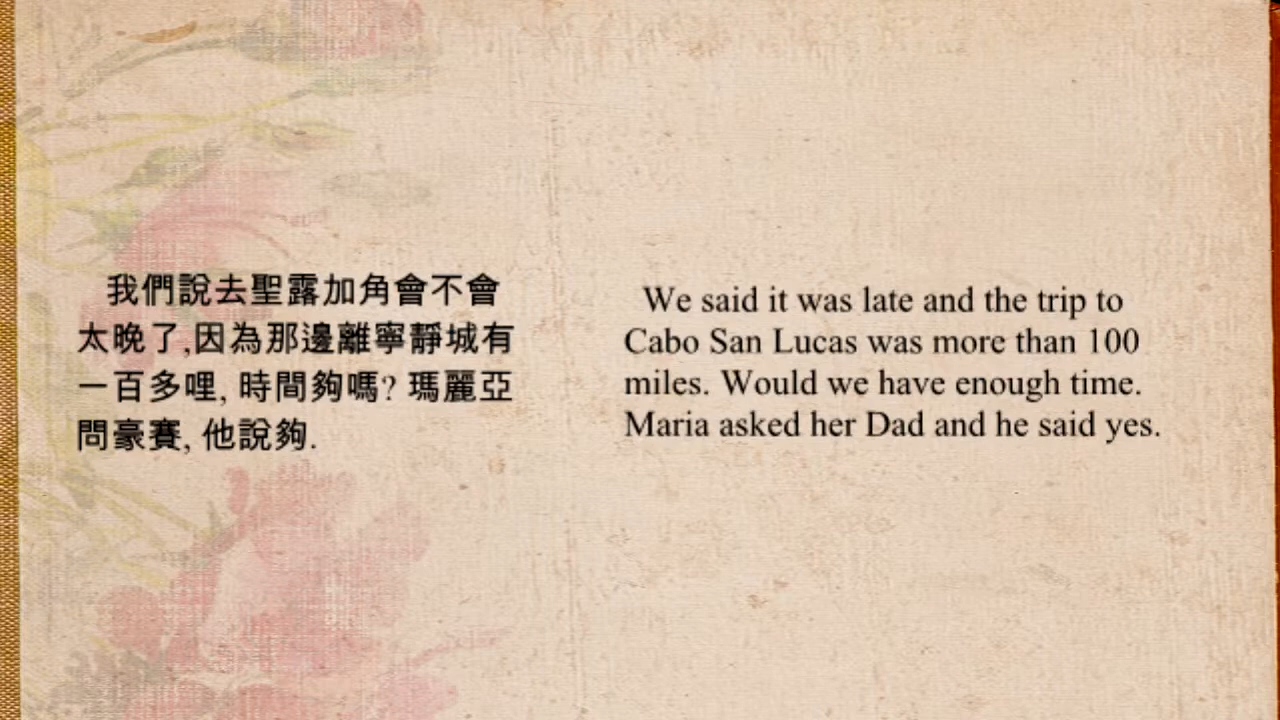 我們說去聖露加角會不會
太晚了,因為那邊離寧靜城有
一百多哩, 時間夠嗎? 瑪麗亞
問豪賽, 他說夠.
We said it was late and the trip to
Cabo San Lucas was more than 100
miles. Would we have enough time.
Maria asked her Dad and he said yes.